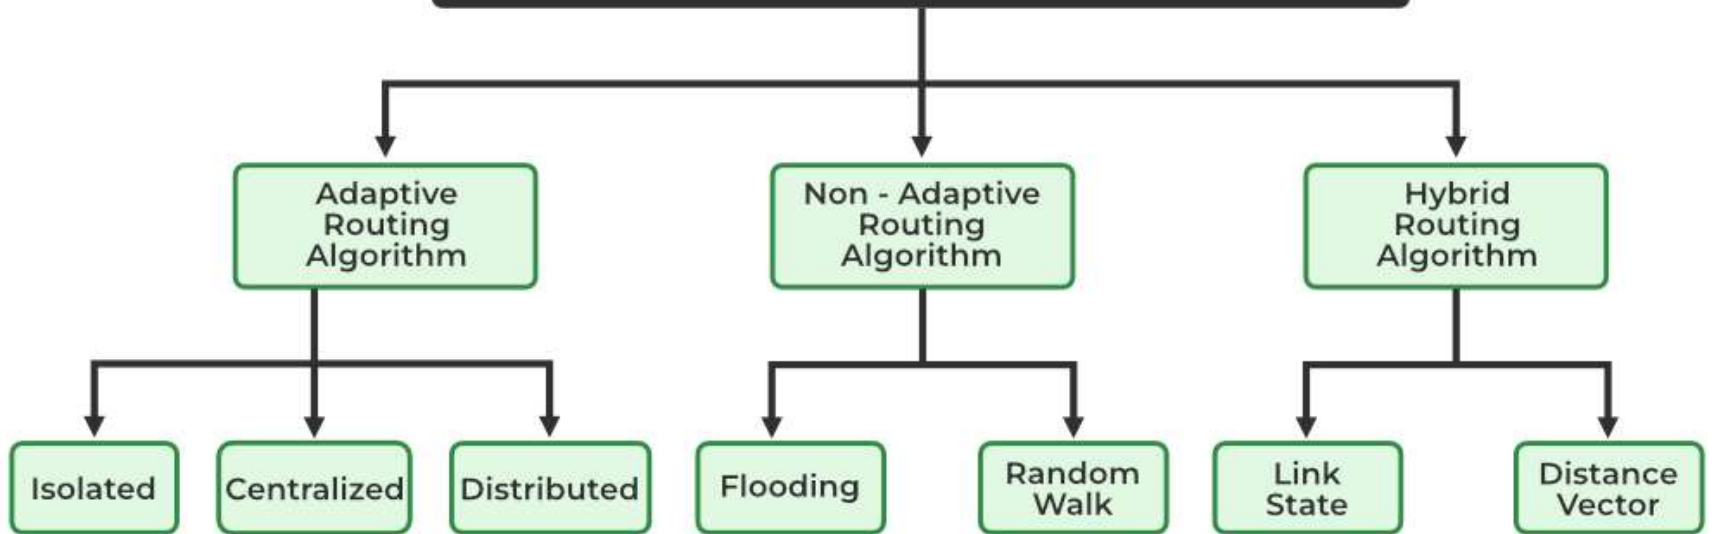 Adaptive
Routing
Algorithm
Non - Adaptive
Routing
Algorithm
Hybrid
Routing
Algorithm
Isolated
Centralized
Distributed
Flooding
Random
Walk
Link
State
Distance
Vector